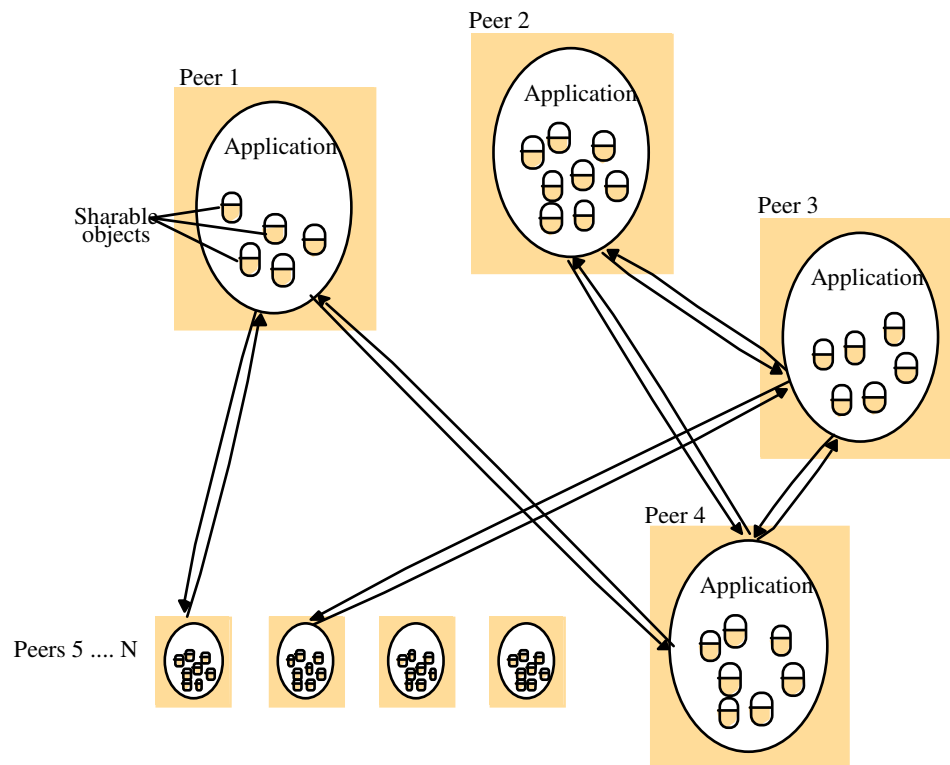 Peer 2
Peer 1
Application
Application
Sharable
objects
Peer 3
Application
Peer 4
Application
Peers 5 .... N